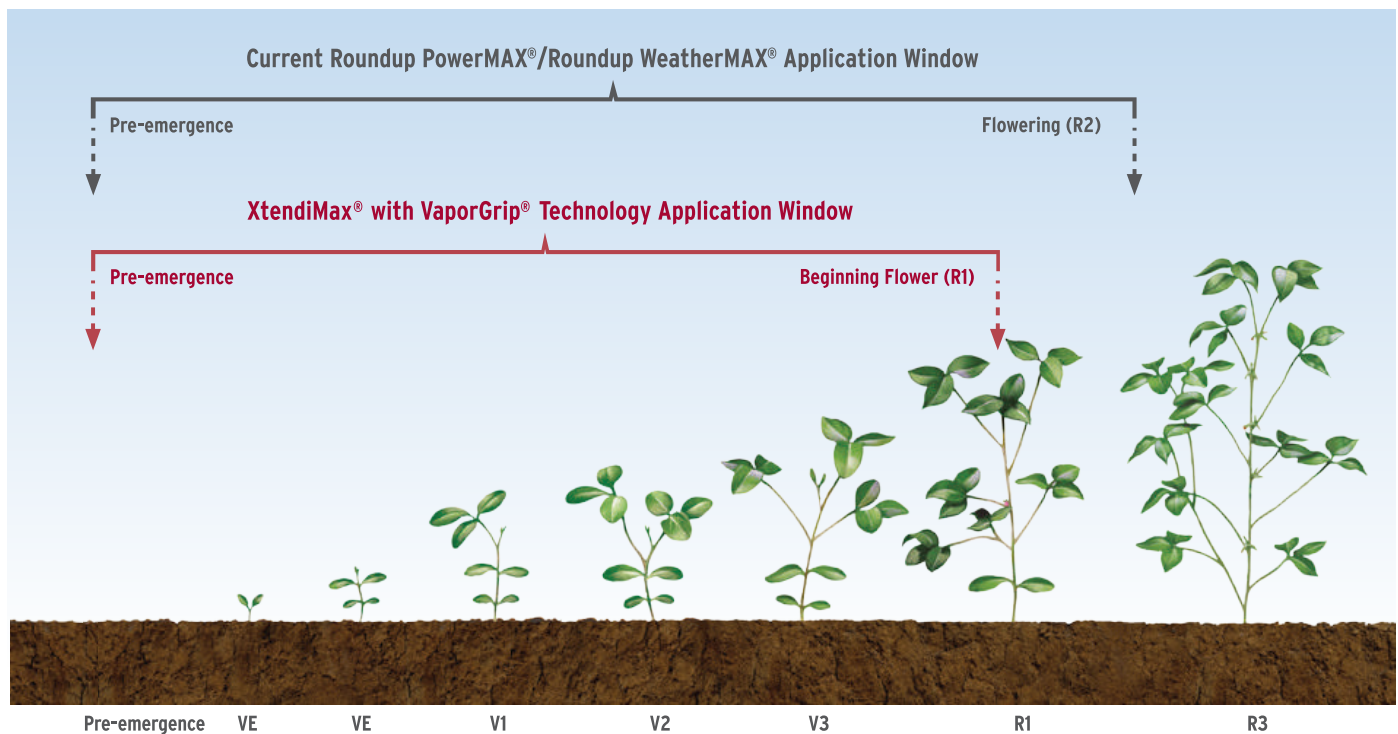 Current Roundup PowerMAX®/Roundup WeatherMAX® Application Window
Pre-emergence
Flowering (R2)
XtendiMax® with VaporGrip® Technology Application Window
Pre-emergence
Beginning Flower (R1)
Pre-emergence VE VE V1 V2 V3 R1 R3